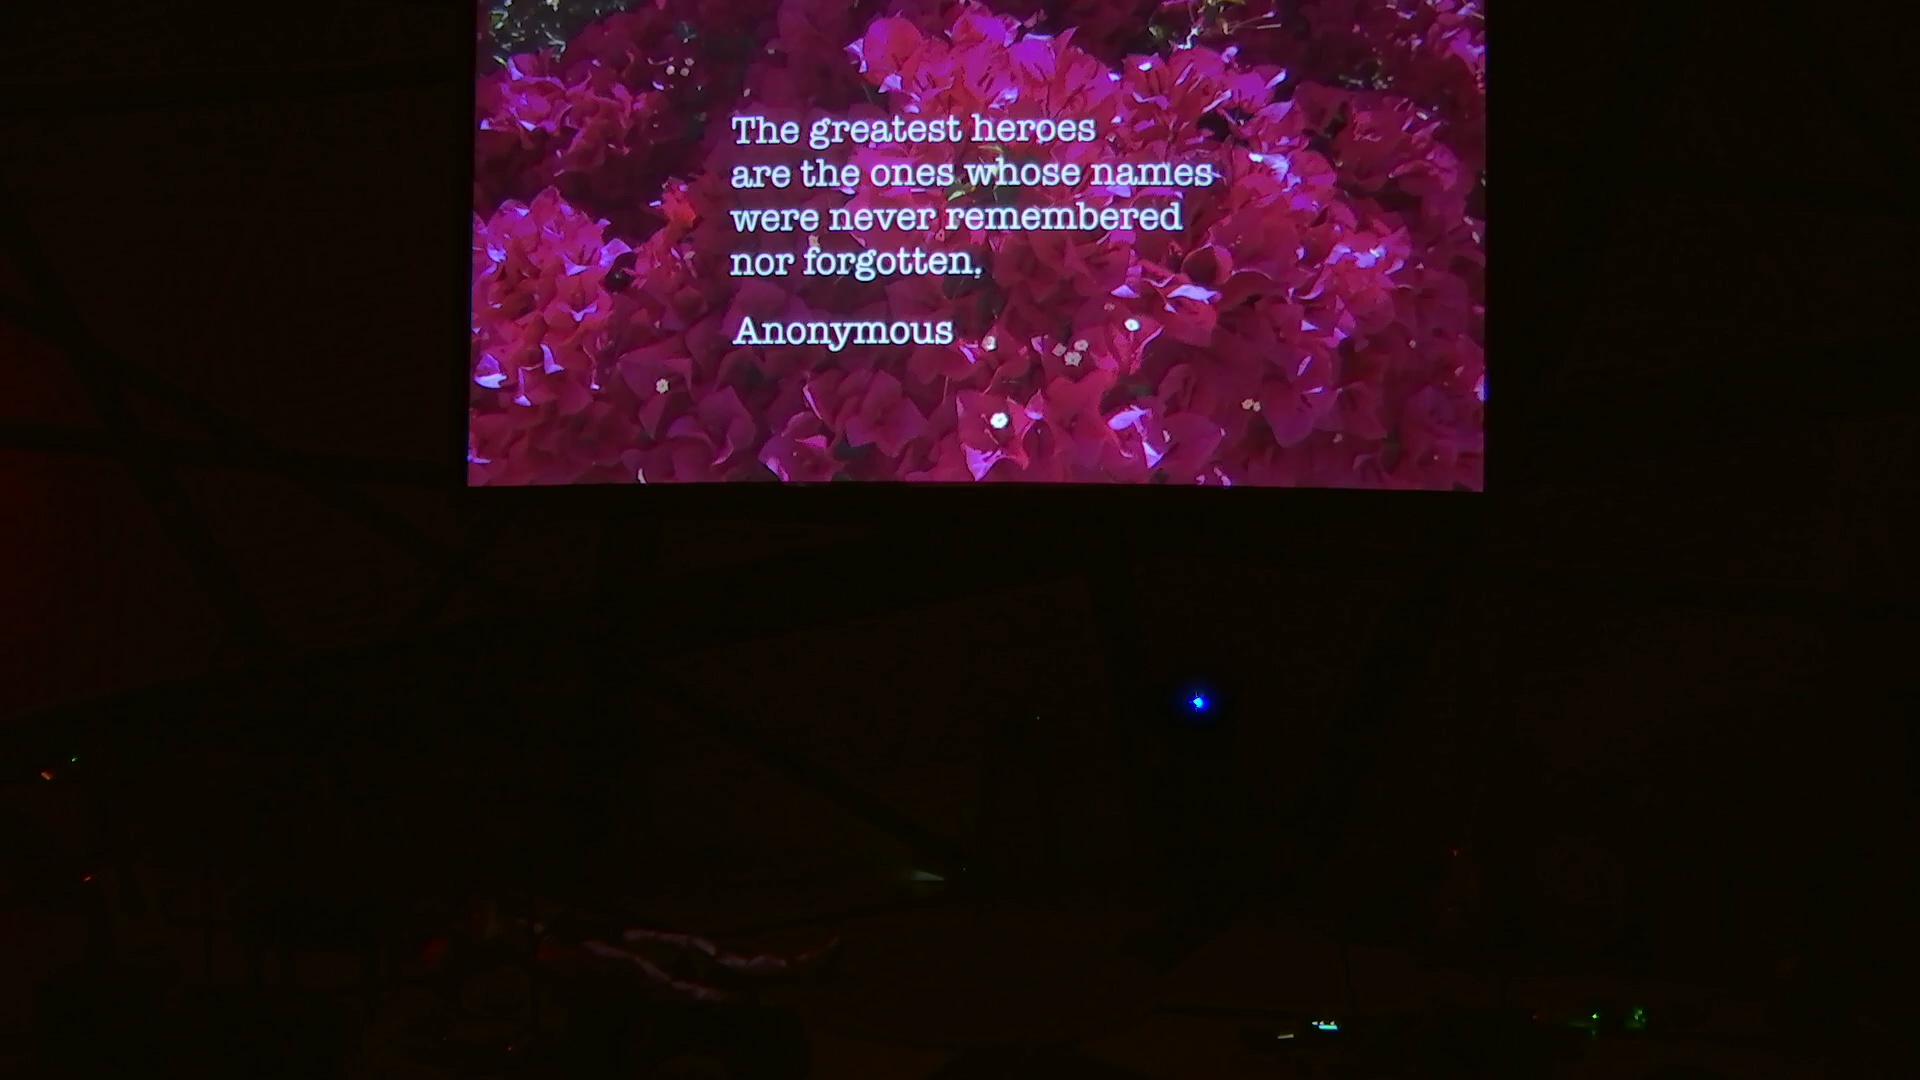 The greatest heroes
are the ones whose names
were never remembered
nor forgotten.
Anonymous